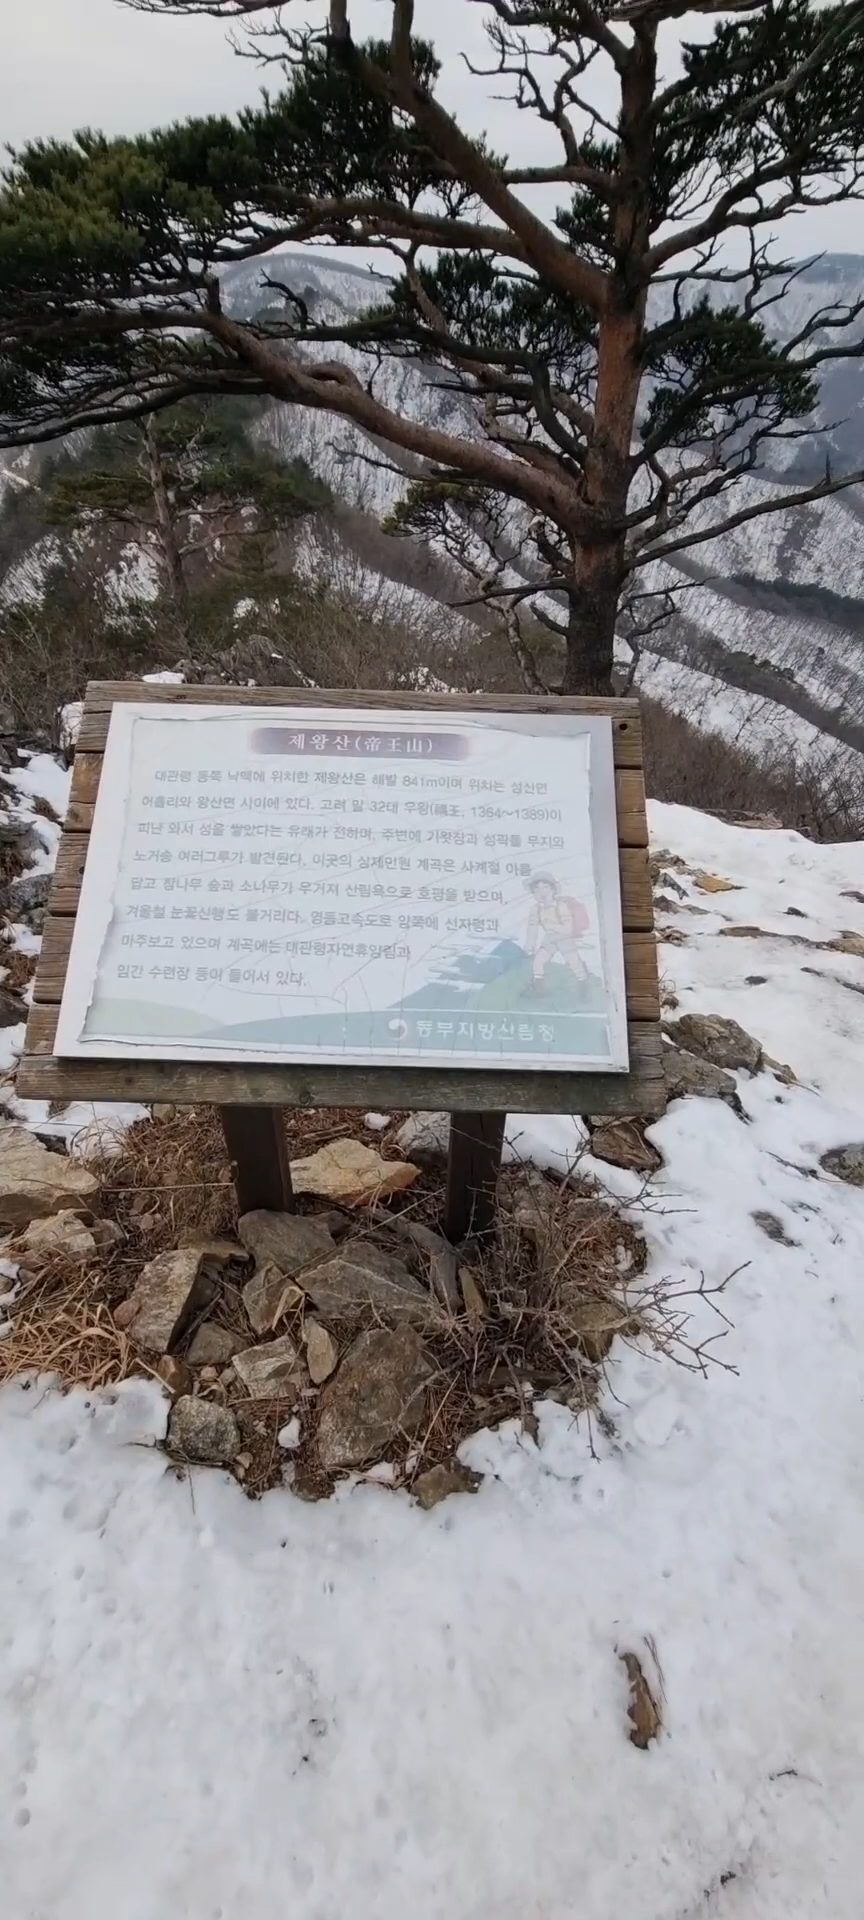 제왕산(帝王山)
대관령 동쪽 낙맥에 위치한 제왕산은 해발 841m이며 위치는 성산면
어흘리와 왕산면 사이에 있다. 고려 말 32대 우왕(禑王, 1364~1389)이
피난 와서 성을 쌓았다는 유래가 전하며, 주변에 기왓장과 성곽돌 무지와
노거송 여러그루가 발견된다. 이곳의 상제민원 계곡은 사계절 아름
답고 참나무 숲과 소나무가 우거져 산림욕으로 호평을 받으며,
겨울철 눈꽃산행도 볼거리다. 영동고속도로 앞쪽에 선자령과
마주보고 있으며 계곡에는 대관령자연휴양림과
임간 수련장 등이 들어서 있다.
동부지방산림청